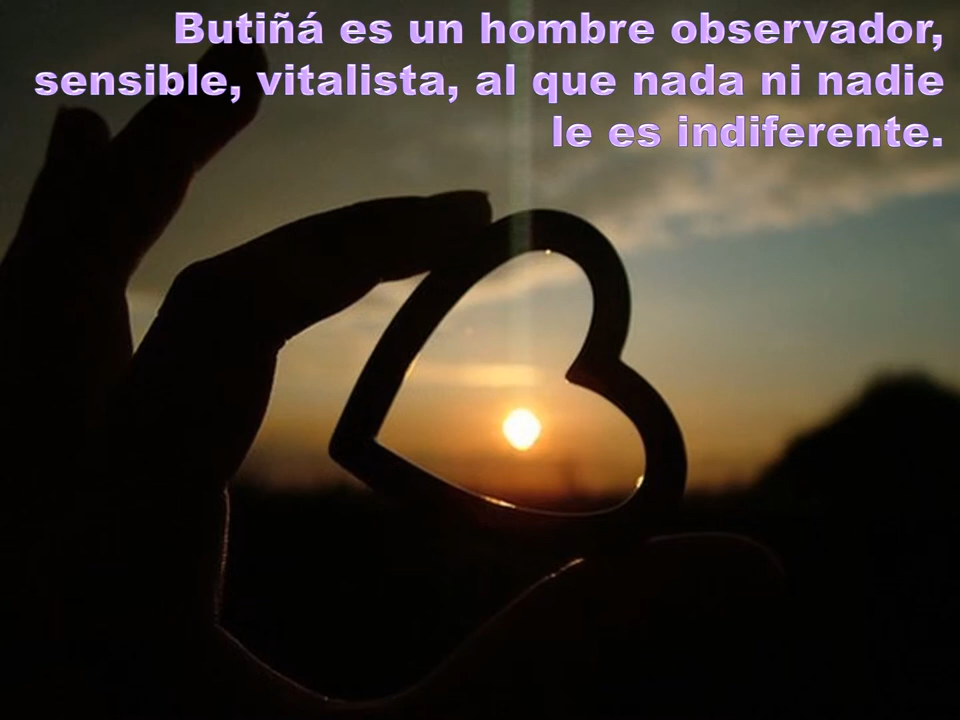 Butiñá es un hombre observador,
sensible, vitalista, al que nada ni nadie
le es indiferente.